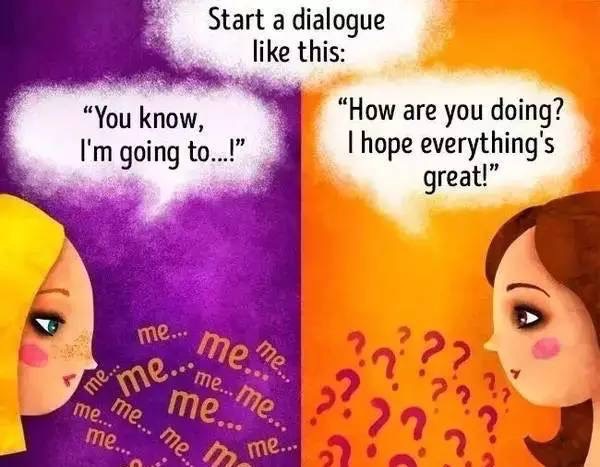 Start a dialogue
like this:
“You know,
I'm going to...!”
“How are you doing?
I hope everything's
great!”
me...
me...
me...
me...
me...
me...
me...
me...
me...
me...
me...
me...
me...
? ? ? ? ? ? ? ? ? ? ? ? ? ? ? ? ? ? ?